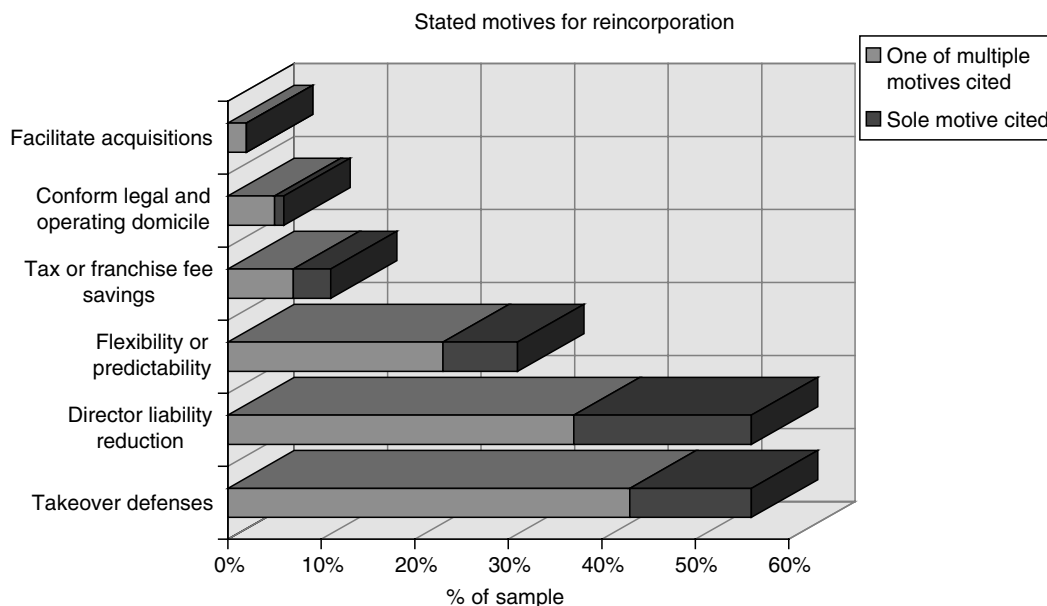 Stated motives for reincorporation
One of multiple
motives cited
Sole motive cited
Facilitate acquisitions
Conform legal and
operating domicile
Tax or franchise fee
savings
Flexibility or
predictability
Director liability
reduction
Takeover defenses
0% 10% 20% 30% 40% 50% 60%
% of sample